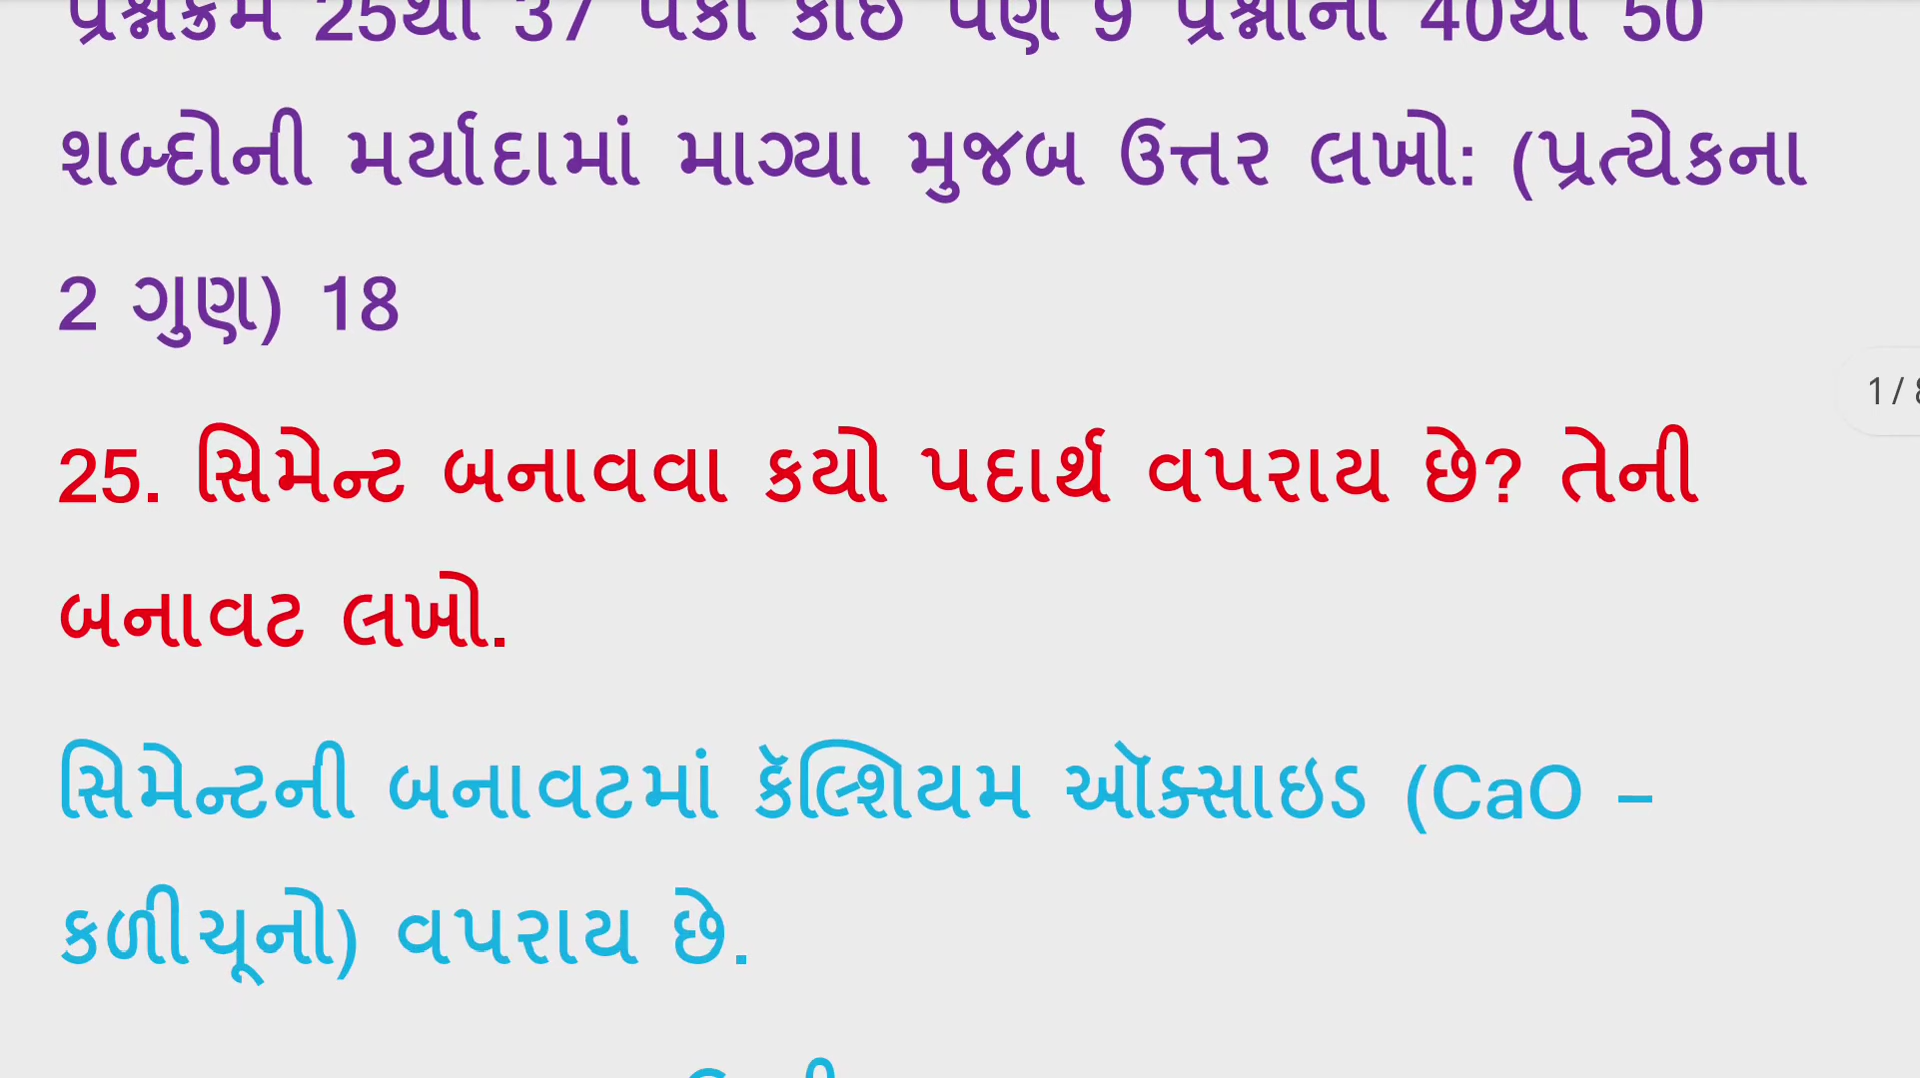 પ્રશ્નક્રમ 25થી 37 પૈકી કોઈ પણ 9 પ્રશ્નોના 40થી 50
શબ્દોની મર્યાદામાં માગ્યા મુજબ ઉત્તર લખો: (પ્રત્યેકના
2 ગુણ) 18
1 / 8
25. સિમેન્ટ બનાવવા કયો પદાર્થ વપરાય છે? તેની
બનાવટ લખો.
સિમેન્ટની બનાવટમાં કૅલ્શિયમ ઑક્સાઇડ (CaO –
કળીચૂનો) વપરાય છે.